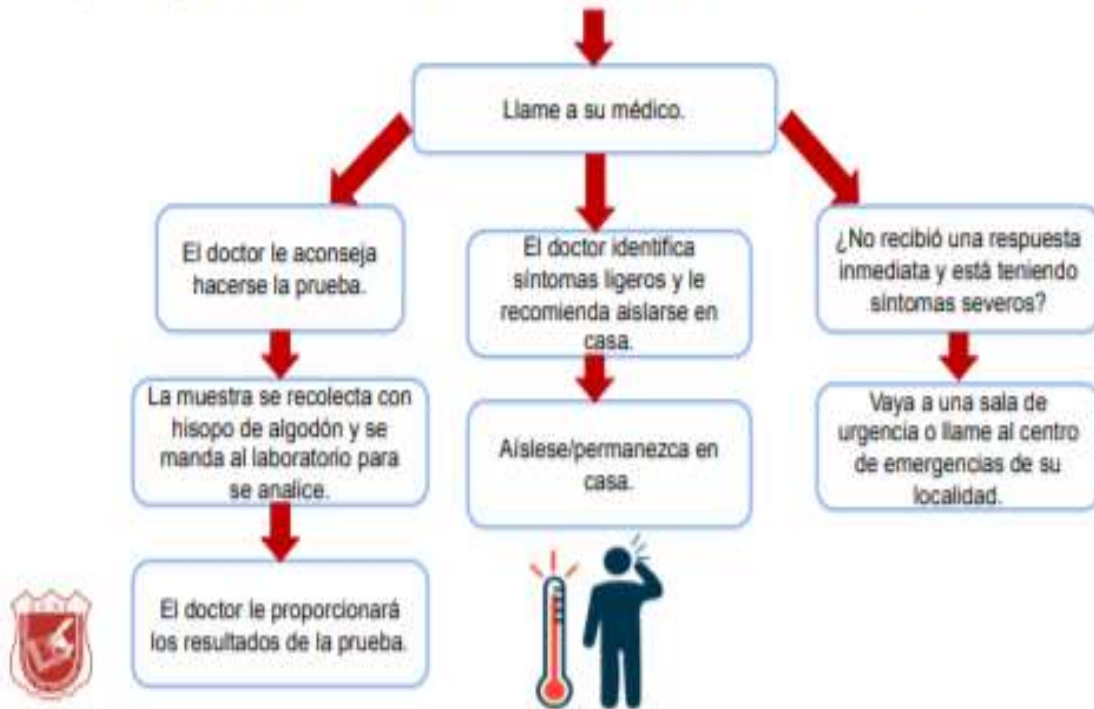 Llame a su médico.
El doctor le aconseja
hacerse la prueba.
La muestra se recolecta con
hisopo de algodón y se
manda al laboratorio para
se analice.
El doctor le proporcionará
los resultados de la prueba.
El doctor identifica
síntomas ligeros y le
recomienda aislarse en
casa.
Aíslese/permanezca en
casa.
¿No recibió una respuesta
inmediata y está teniendo
síntomas severos?
Vaya a una sala de
urgencia o llame al centro
de emergencias de su
localidad.